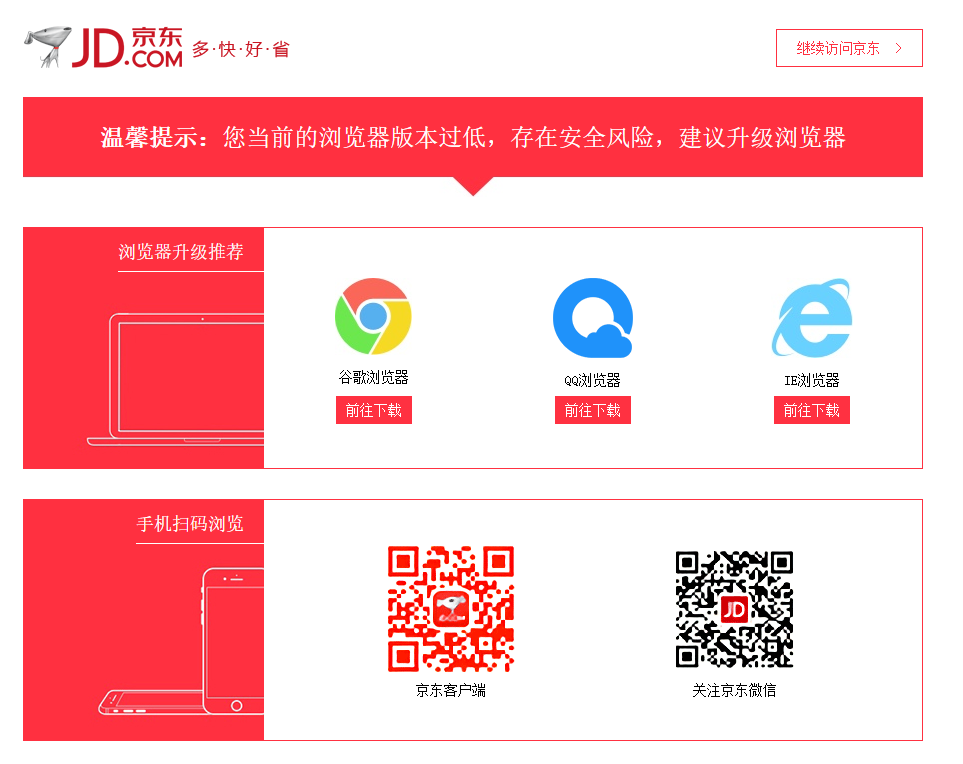 JD.COM 京东 多·快·好·省
继续访问京东 >
温馨提示：您当前的浏览器版本过低，存在安全风险，建议升级浏览器
浏览器升级推荐
谷歌浏览器
QQ浏览器
IE浏览器
前往下载
前往下载
前往下载
手机扫码浏览
JD
京东客户端
关注京东微信